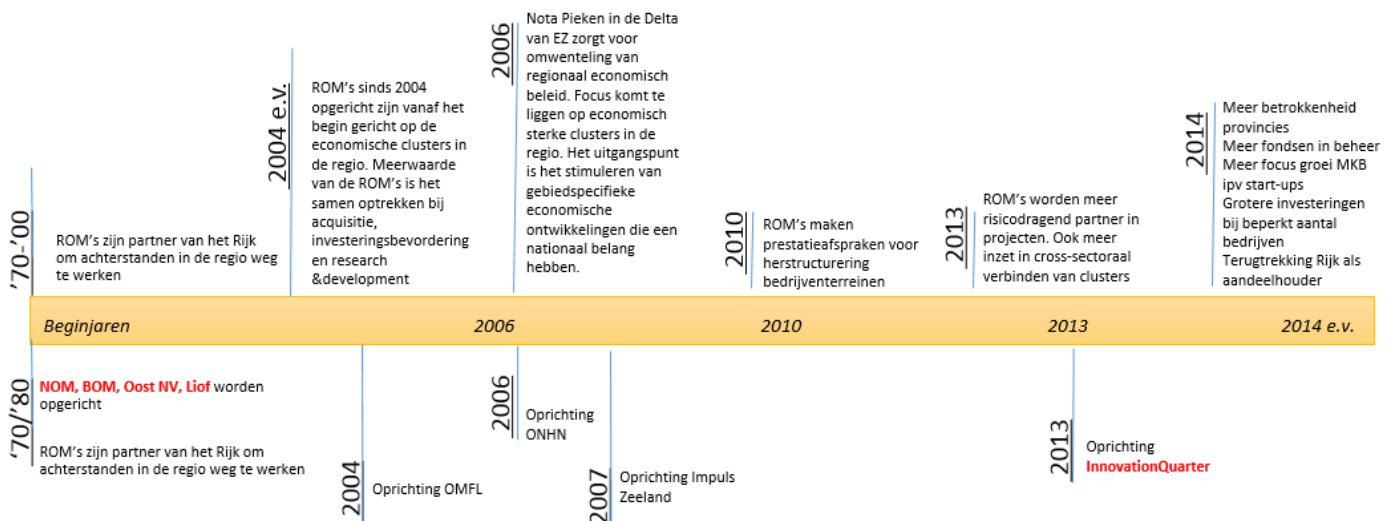 '70-'00
ROM's zijn partner van het Rijk
om achterstanden in de regio weg
te werken
2004 e.v.
ROM's sinds 2004
opgericht zijn vanaf het
begin gericht op de
economische clusters in
de regio. Meerwaarde
van de ROM's is het
samen optrekken bij
acquisitie,
investeringsbevordering
en research
&development
2006
Nota Pieken in de Delta
van EZ zorgt voor
omwenteling van
regionaal economisch
beleid. Focus komt te
liggen op economisch
sterke clusters in de
regio. Het uitgangspunt
is het stimuleren van
gebiedspecifieke
economische
ontwikkelingen die een
nationaal belang
hebben.
2010
ROM's maken
prestatieafspraken voor
herstructurering
bedrijventerreinen
2013
ROM's worden meer
risicodragend partner in
projecten. Ook meer
inzet in cross-sectoraal
verbinden van clusters
2014
Meer betrokkenheid
provincies
Meer fondsen in beheer
Meer focus groei MKB
ipv start-ups
Grotere investeringen
bij beperkt aantal
bedrijven
Terugtrekking Rijk als
aandeelhouder
Beginjaren 2006 2010 2013 2014 e.v.
'70/'80
NOM, BOM, Oost NV, Liof worden
opgericht
ROM's zijn partner van het Rijk om
achterstanden in de regio weg te werken
2004
Oprichting OMFL
2006
Oprichting
ONHN
2007
Oprichting Impuls
Zeeland
2013
Oprichting
InnovationQuarter